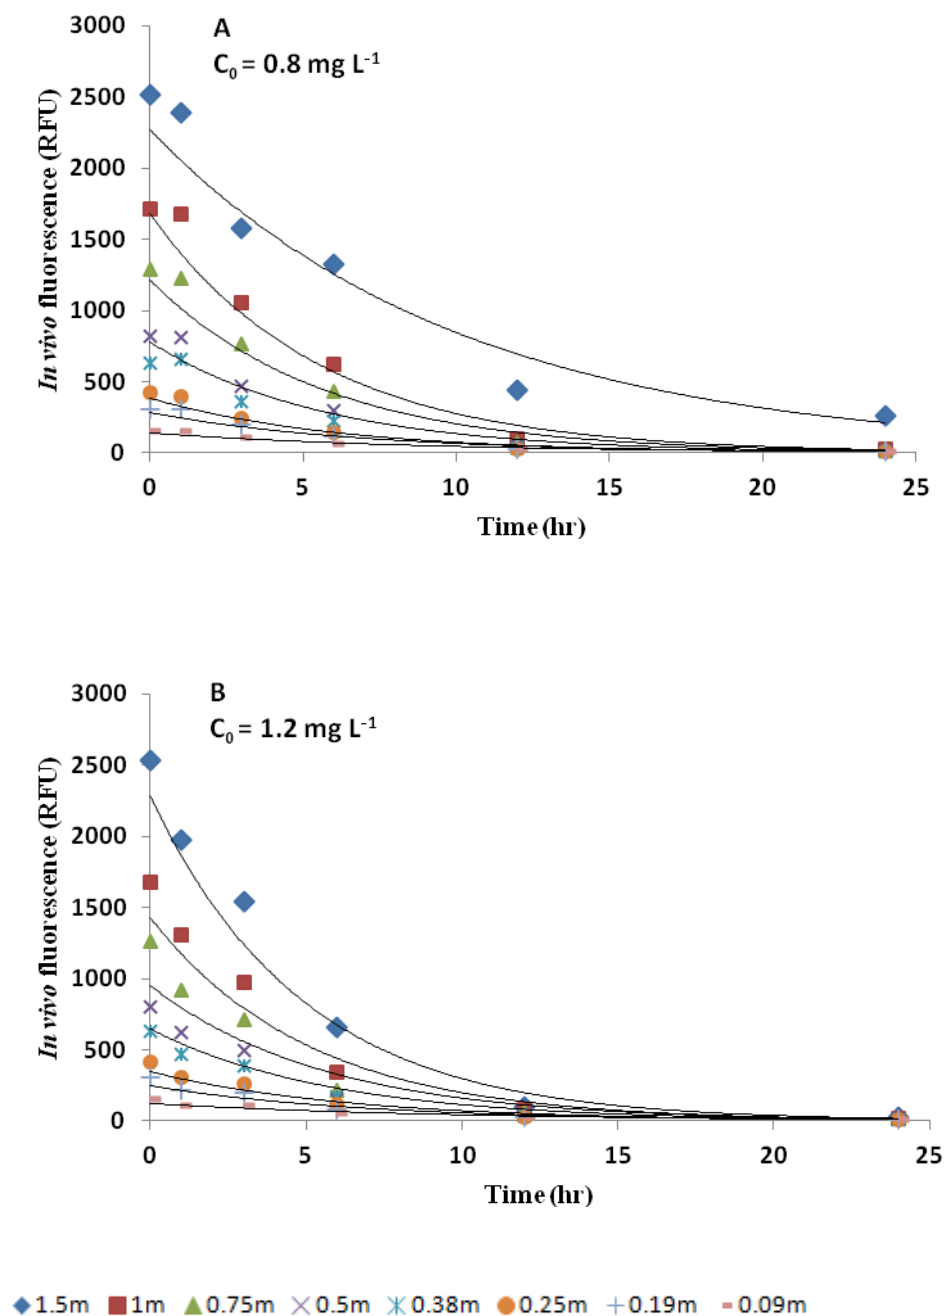 A
C₀ = 0.8 mg L⁻¹
3000
2500
2000
1500
1000
500
0
In vivo fluorescence (RFU)
0 5 10 15 20 25
Time (hr)
B
C₀ = 1.2 mg L⁻¹
3000
2500
2000
1500
1000
500
0
In vivo fluorescence (RFU)
0 5 10 15 20 25
Time (hr)
1.5m 1m 0.75m 0.5m 0.38m 0.25m 0.19m 0.09m